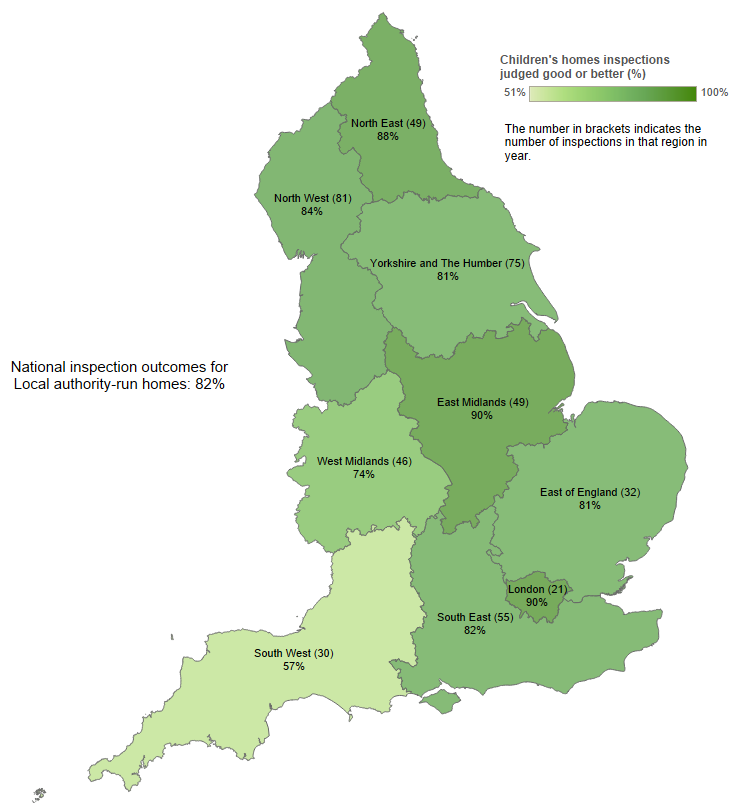 Children's homes inspections
judged good or better (%)
51% 100%
The number in brackets indicates the
number of inspections in that region in
year.
North East (49)
88%
North West (81)
84%
Yorkshire and The Humber (75)
81%
National inspection outcomes for
Local authority-run homes: 82%
East Midlands (49)
90%
West Midlands (46)
74%
East of England (32)
81%
London (21)
90%
South East (55)
82%
South West (30)
57%